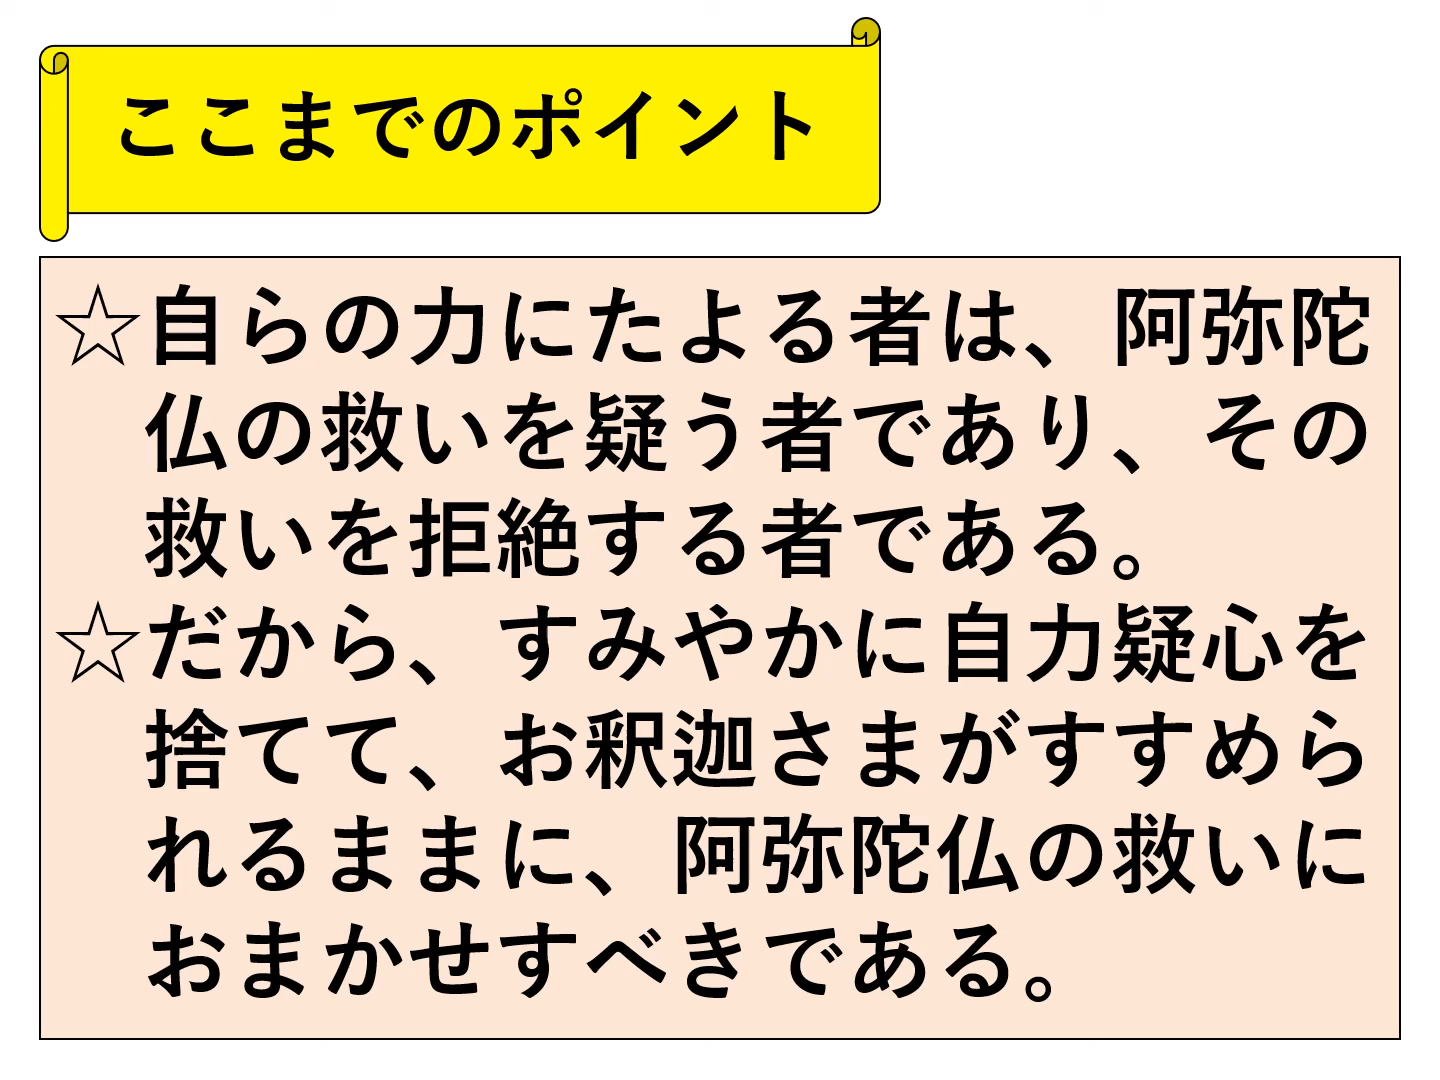 ここまでのポイント
☆自らの力にたよる者は、阿弥陀
仏の救いを疑う者であり、その
救いを拒絶する者である。
☆だから、すみやかに自力疑心を
捨てて、お釈迦さまがすすめら
れるままに、阿弥陀仏の救いに
おまかせすべきである。